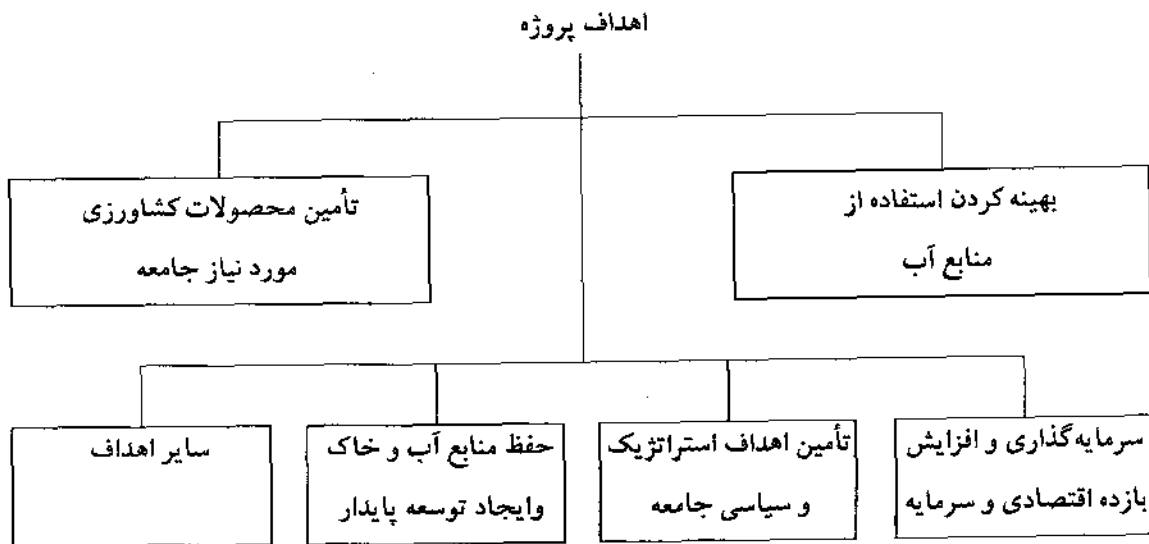 اهداف پروژه
بهینه کردن استفاده از
منابع آب
تأمین محصولات کشاورزی
مورد نیاز جامعه
سرمایه‌گذاری و افزایش
بازده اقتصادی و سرمایه
تأمین اهداف استراتژیک
و سیاسی جامعه
حفظ منابع آب و خاک
وایجاد توسعه پایدار
سایر اهداف